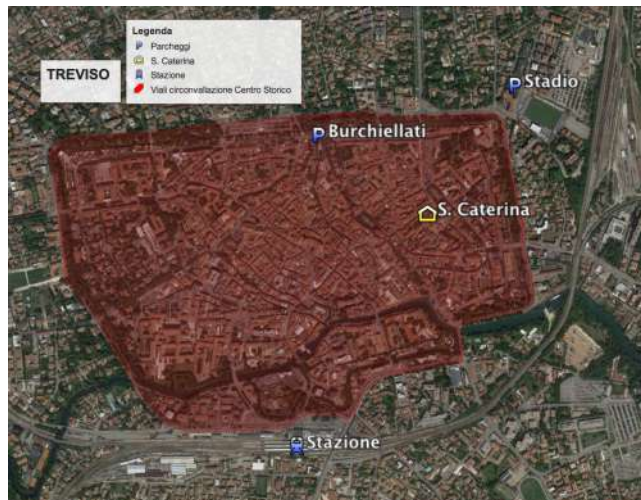 TREVISO
Legenda
Parcheggi
S. Caterina
Stazione
Viali circonvallazione Centro Storico
P Stadio
P Burchiellati
S. Caterina
Stazione